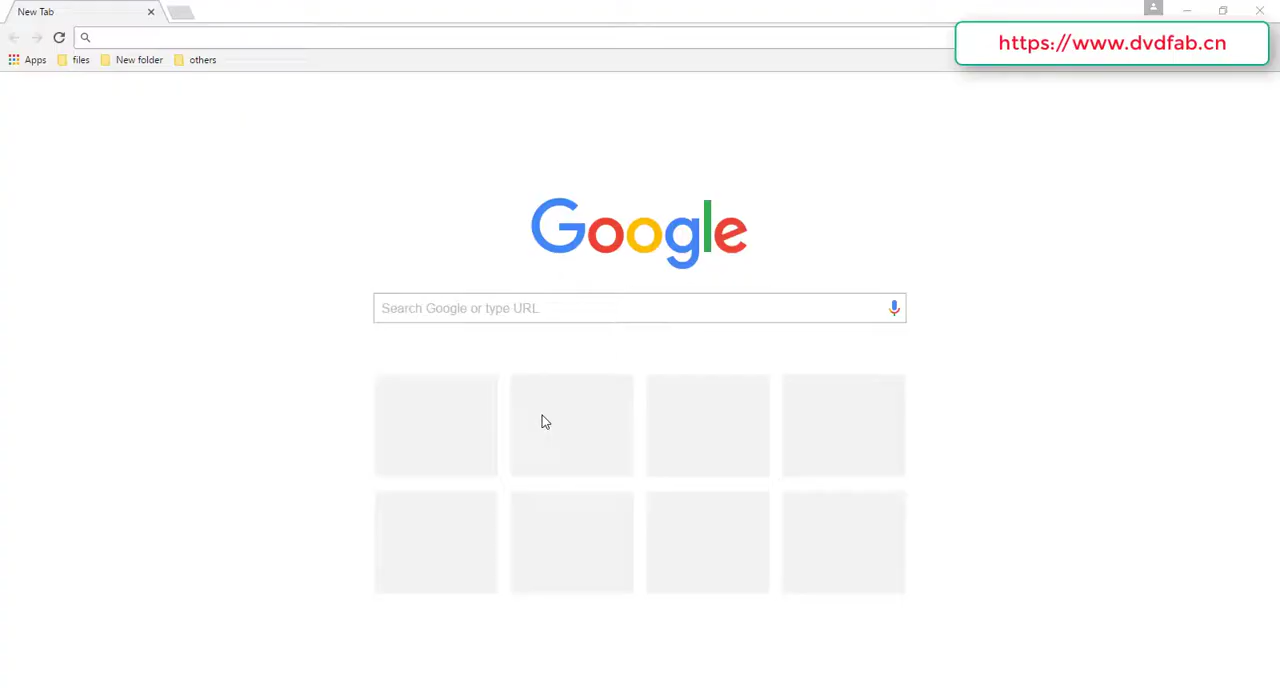 New Tab
https://www.dvdfab.cn
Apps files New folder others
Google
Search Google or type URL